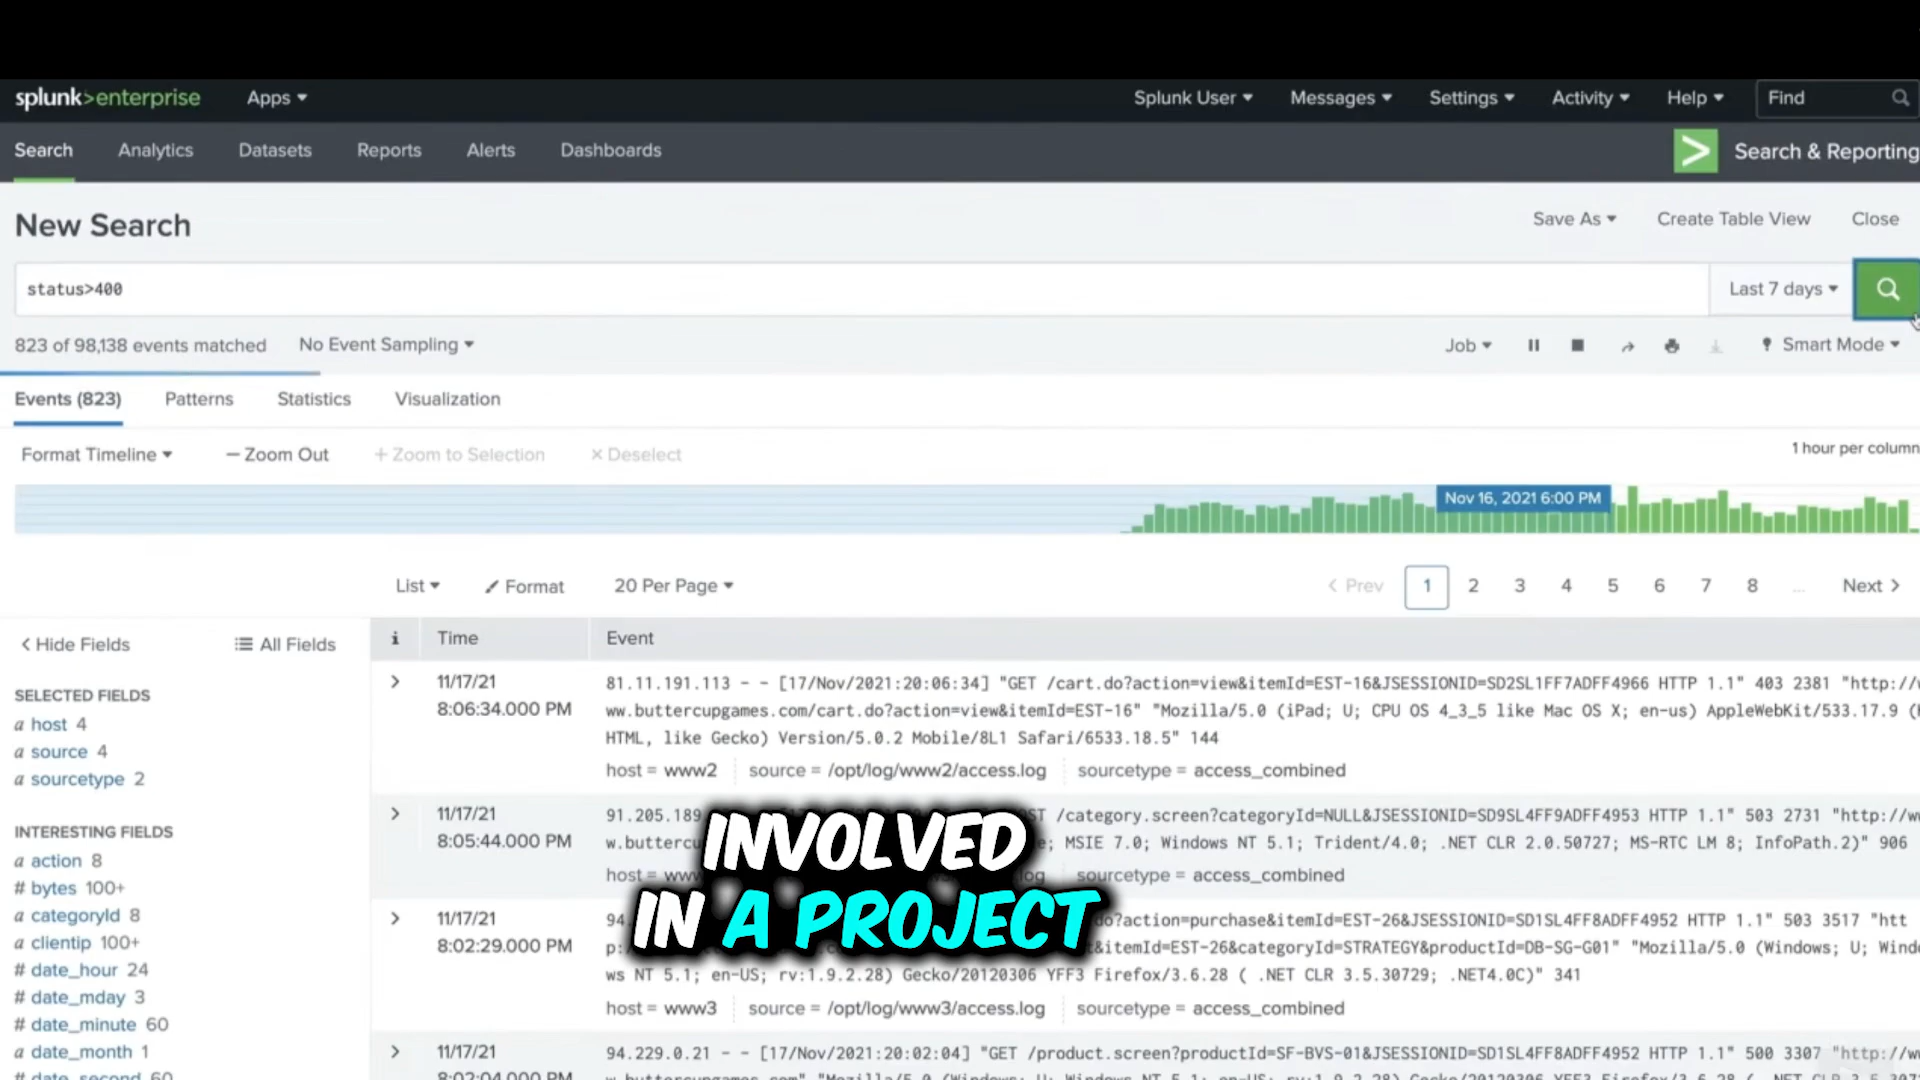 splunk>enterprise Apps Splunk User Messages Settings Activity Help Find
Search Analytics Datasets Reports Alerts Dashboards Search & Reporting
New Search Save As Create Table View Close
status>400 Last 7 days
823 of 98,138 events matched No Event Sampling Job Smart Mode
Events (823) Patterns Statistics Visualization
Format Timeline — Zoom Out + Zoom to Selection × Deselect 1 hour per column
Nov 16, 2021 6:00 PM
List Format 20 Per Page < Prev 1 2 3 4 5 6 7 8 ... Next >
< Hide Fields All Fields
i Time Event
SELECTED FIELDS
a host 4
a source 4
a sourcetype 2
INTERESTING FIELDS
a action 8
# bytes 100+
a categoryId 8
a clientip 100+
# date_hour 24
# date_mday 3
# date_minute 60
a date_month 1
# date_second 60
> 11/17/21
8:06:34.000 PM
81.11.191.113 - - [17/Nov/2021:20:06:34] "GET /cart.do?action=view&itemId=EST-16&JSESSIONID=SD2SL1FF7ADFF4966 HTTP 1.1" 403 2381 "http://w
ww.buttercupgames.com/cart.do?action=view&itemId=EST-16" "Mozilla/5.0 (iPad; U; CPU OS 4_3_5 like Mac OS X; en-us) AppleWebKit/533.17.9 (
HTML, like Gecko) Version/5.0.2 Mobile/8L1 Safari/6533.18.5" 144
host = www2 source = /opt/log/www2/access.log sourcetype = access_combined
> 11/17/21
8:05:44.000 PM
91.205.189 /category.screen?categoryId=NULL&JSESSIONID=SD9SL4FF9ADFF4953 HTTP 1.1" 503 2731 "http://w
w.buttercu ; MSIE 7.0; Windows NT 5.1; Trident/4.0; .NET CLR 2.0.50727; MS-RTC LM 8; InfoPath.2)" 906
host = sourcetype = access_combined
> 11/17/21
8:02:29.000 PM
94. do?action=purchase&itemId=EST-26&JSESSIONID=SD1SL4FF8ADFF4952 HTTP 1.1" 503 3517 "htt
&itemId=EST-26&categoryId=STRATEGY&productId=DB-SG-G01" "Mozilla/5.0 (Windows; U; Windo
ws NT 5.1; en-US; rv:1.9.2.28) Gecko/20120306 YFF3 Firefox/3.6.28 ( .NET CLR 3.5.30729; .NET4.0C)" 341
host = www3 source = /opt/log/www3/access.log sourcetype = access_combined
> 11/17/21
8:02:04.000 PM
94.229.0.21 - - [17/Nov/2021:20:02:04] "GET /product.screen?productId=SF-BVS-01&JSESSIONID=SD1SL4FF8ADFF4952 HTTP 1.1" 500 3307 "http://w
INVOLVED
IN A PROJECT